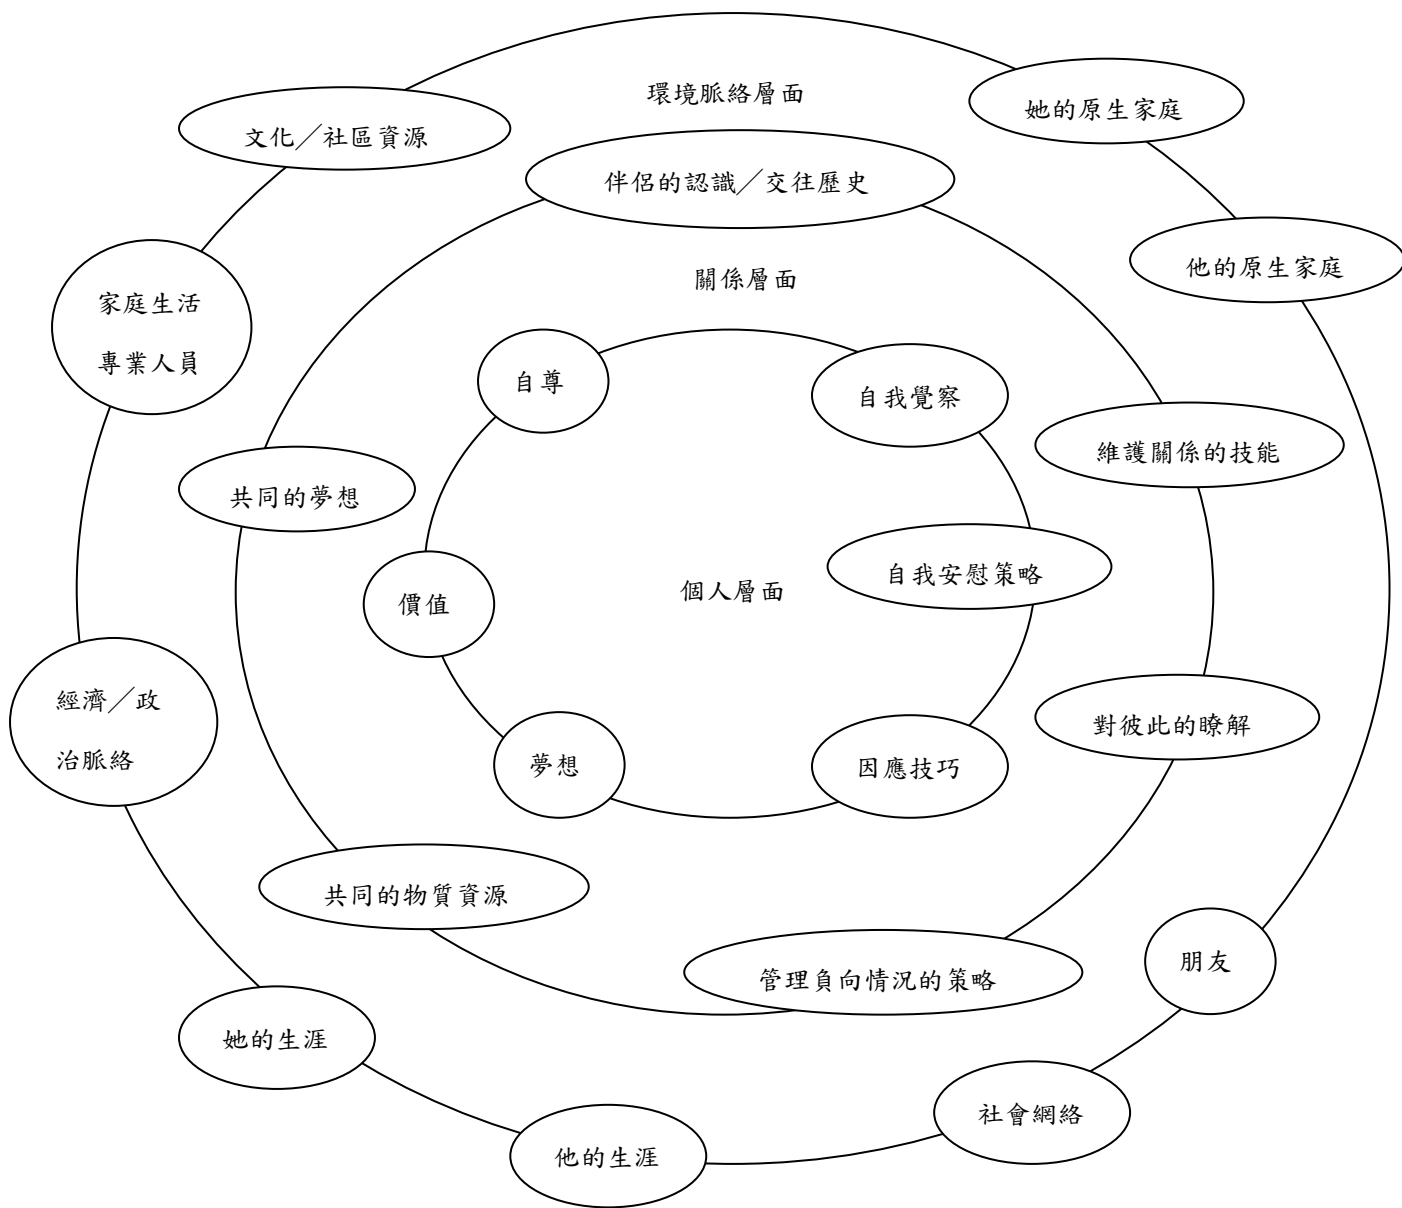 環境脈絡層面
她的原生家庭
文化／社區資源
伴侶的認識／交往歷史
他的原生家庭
關係層面
家庭生活
專業人員
自尊
自我覺察
維護關係的技能
共同的夢想
自我安慰策略
個人層面
價值
經濟／政
治脈絡
對彼此的瞭解
夢想
因應技巧
共同的物質資源
朋友
管理負向情況的策略
她的生涯
社會網絡
他的生涯